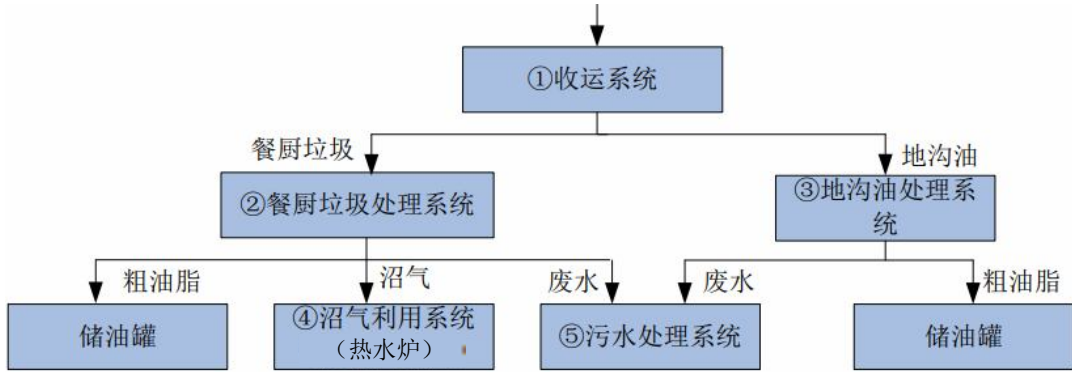 ①收运系统
餐厨垃圾
地沟油
②餐厨垃圾处理系统
③地沟油处理系
统
粗油脂
沼气
废水
废水
粗油脂
储油罐
④沼气利用系统
（热水炉）
⑤污水处理系统
储油罐